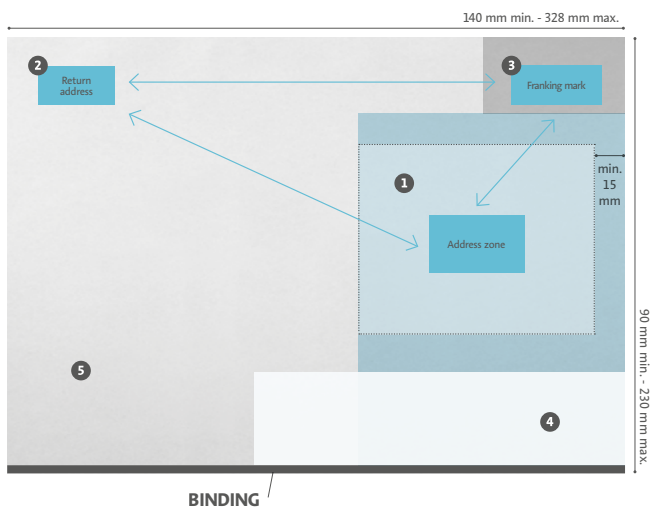 140 mm min. - 328 mm max.
2
Return
address
3
Franking mark
1
min.
15
mm
Address zone
90 mm min. - 230 mm max.
5
4
BINDING